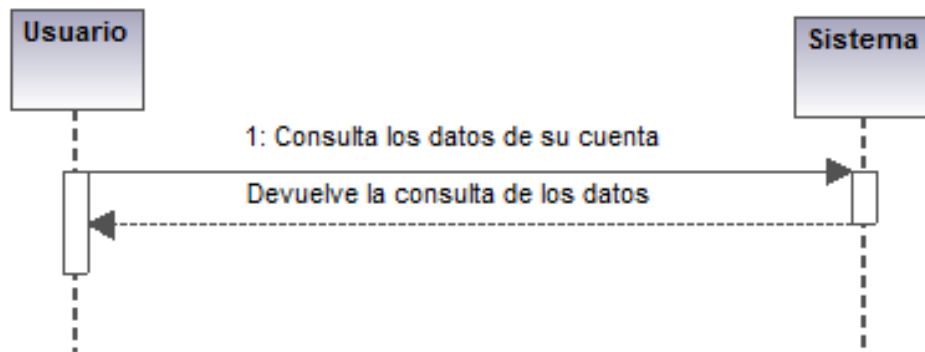 Usuario
Sistema
1: Consulta los datos de su cuenta
Devuelve la consulta de los datos